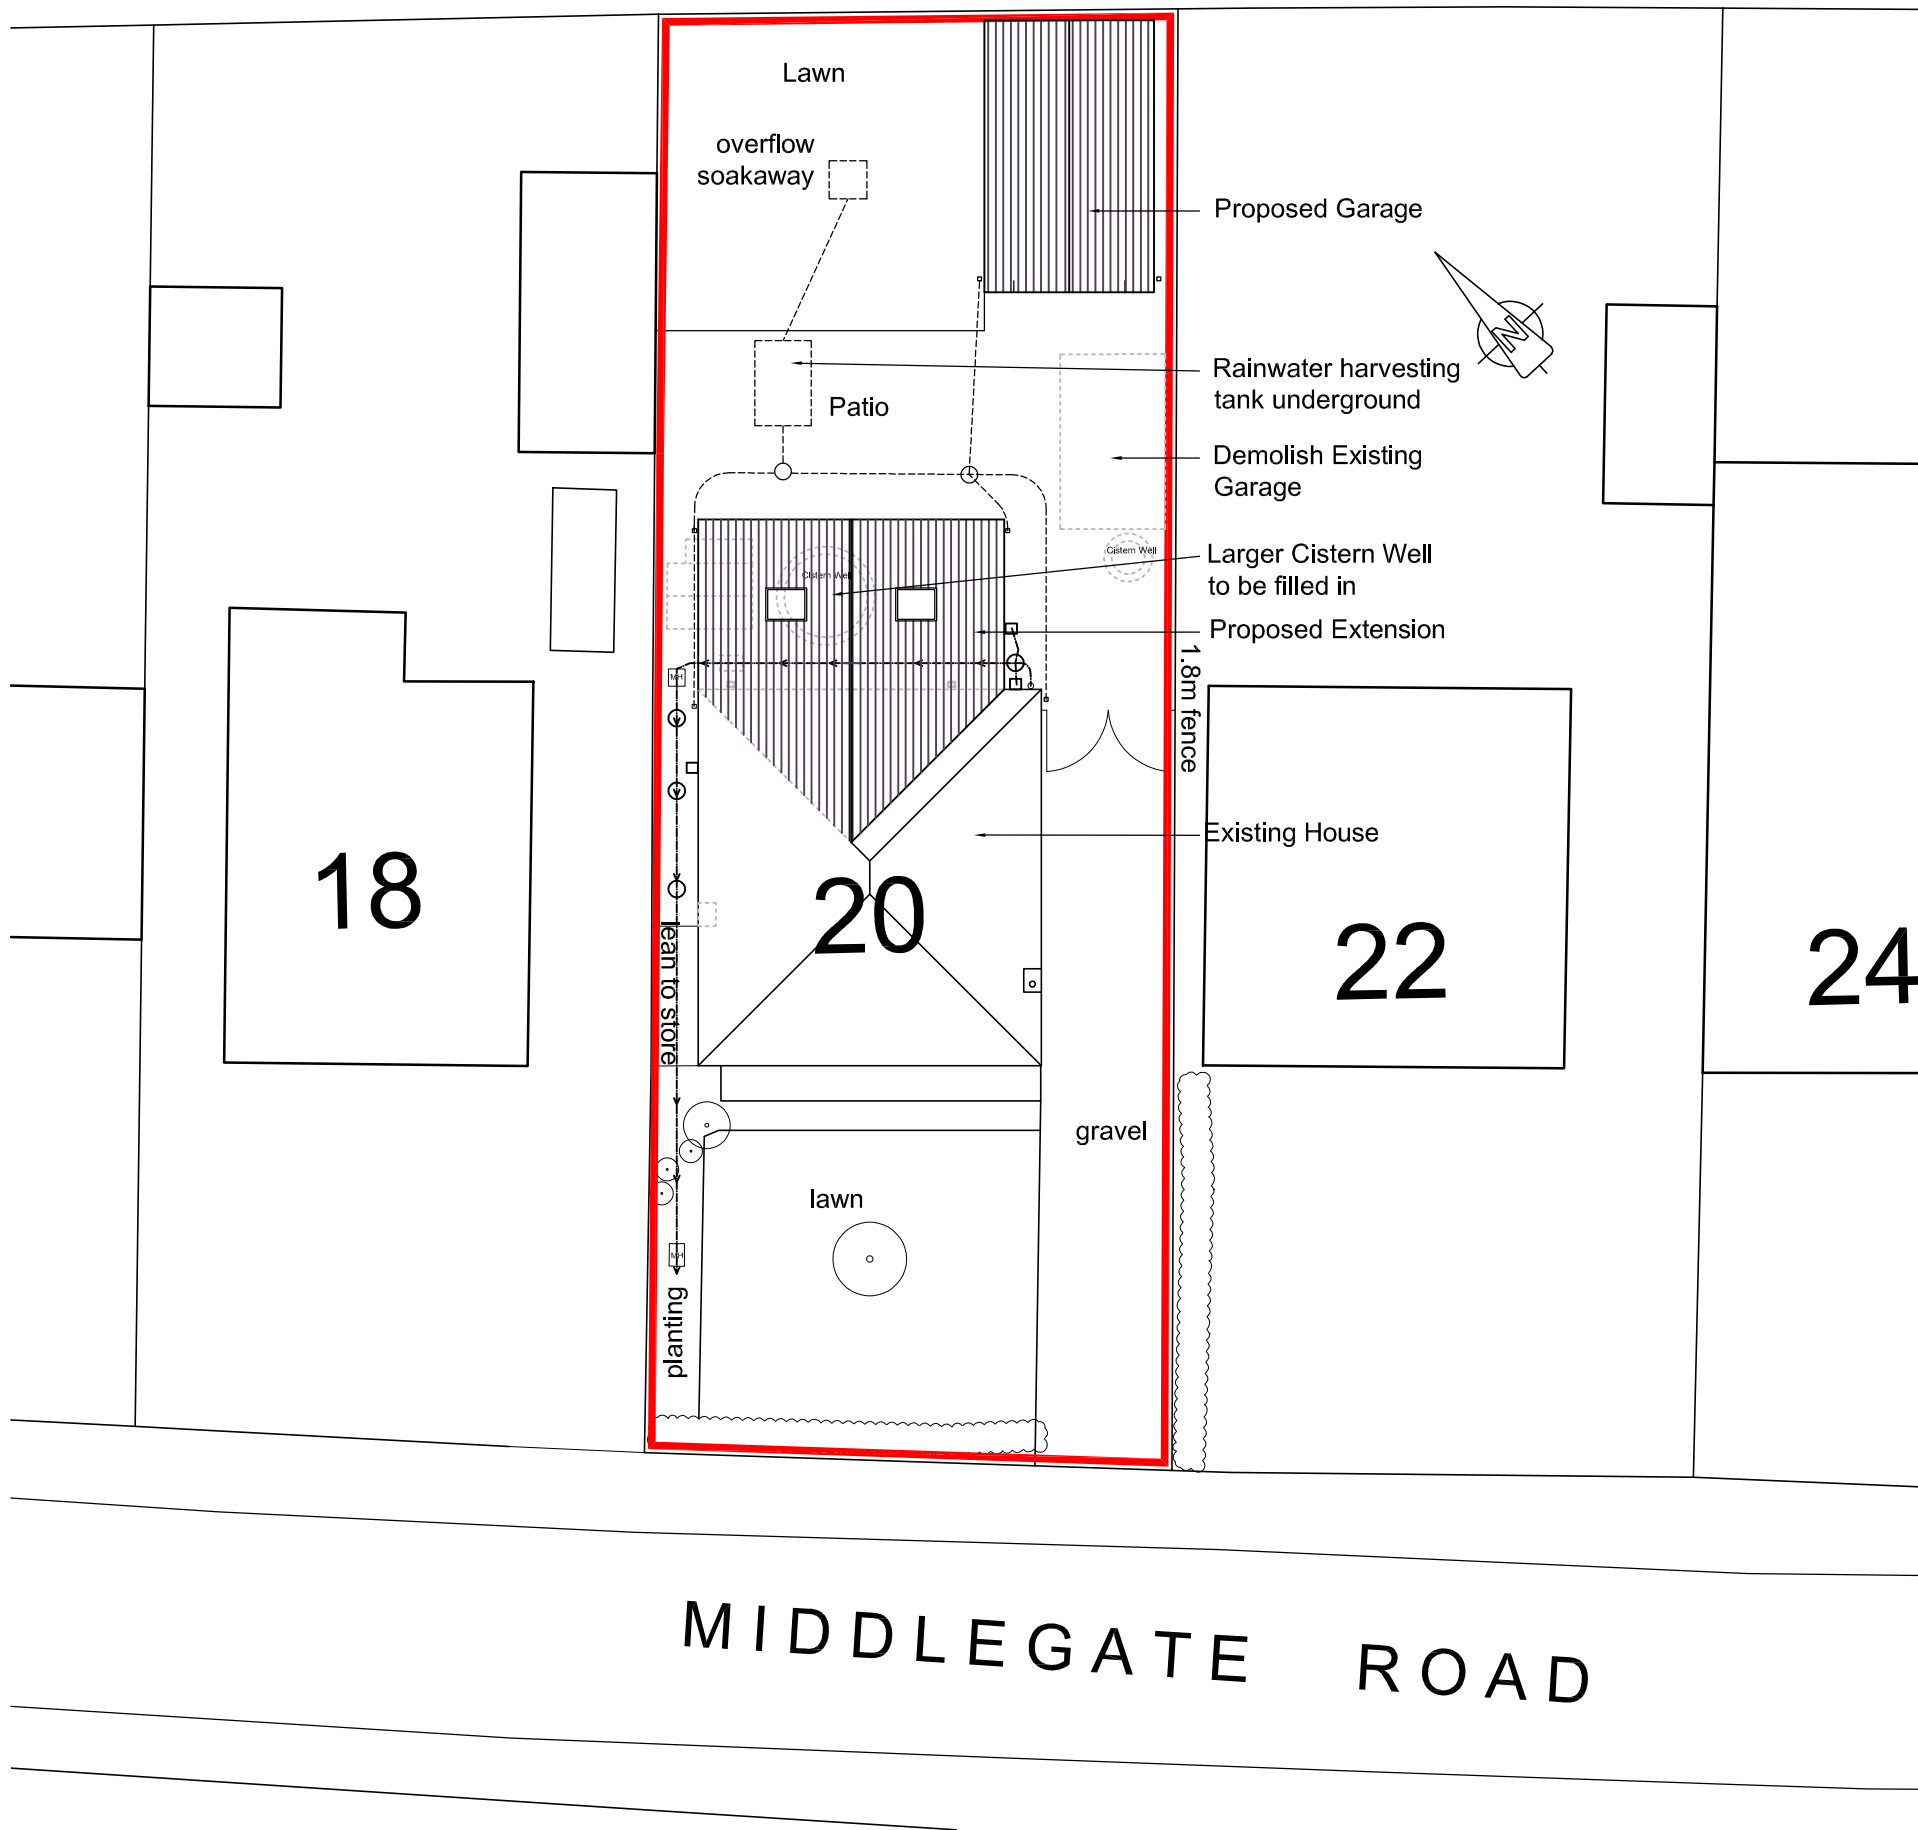 Lawn
overflow
soakaway
Proposed Garage
N
Rainwater harvesting
tank underground
Patio
Demolish Existing
Garage
Cistern Well
Larger Cistern Well
to be filled in
Cistern Well
Proposed Extension
MH
1.8m fence
Existing House
18
20
22
24
lean to store
gravel
lawn
MH
planting
MIDDLEGATE ROAD